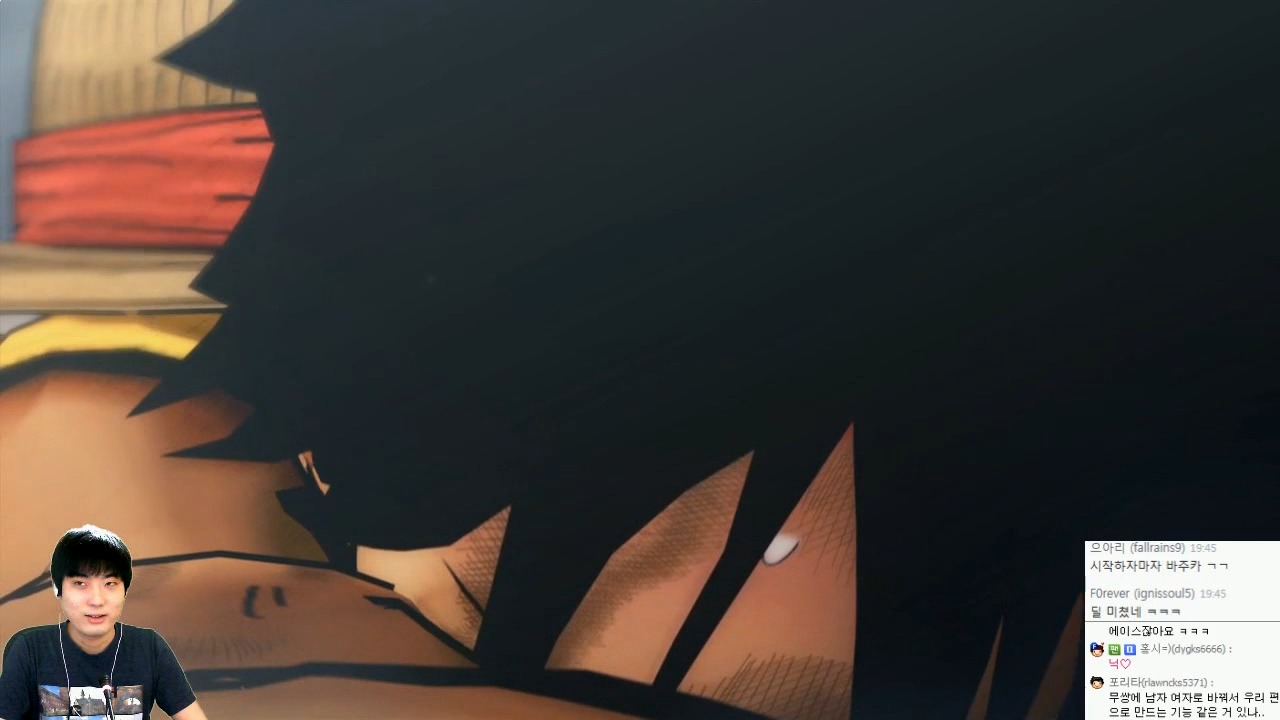 으아리 (fallrains9) 19:45
시작하자마자 바주카 ㄱㄱ
F0rever (ignissoul5) 19:45
딜 미쳤네 ㅋㅋㅋ
에이스잖아요 ㅋㅋㅋ
팬 홍시=)(dygks6666) :
닉♡
포리타(rlawncks5371) :
무쌍에 남자 여자로 바꿔서 우리 편
으로 만드는 기능 같은 거 있나..